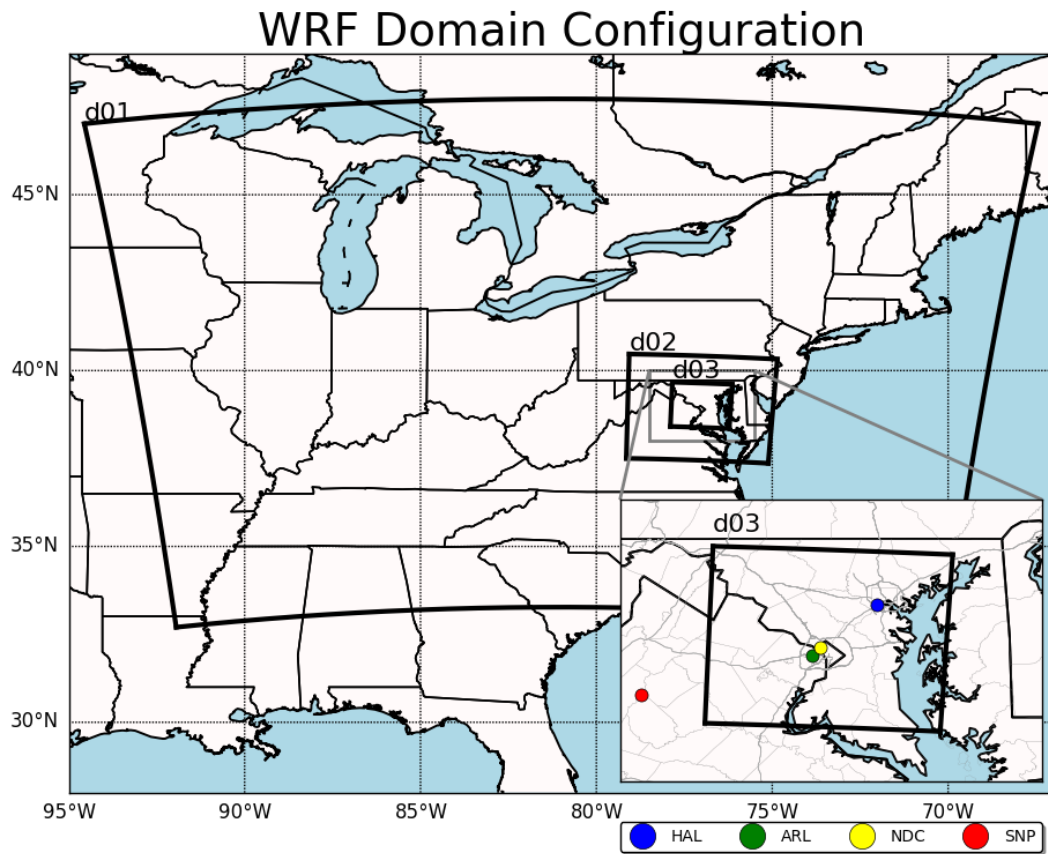 WRF Domain Configuration
d01
45°N
d02
40°N
d03
35°N
d03
30°N
95°W 90°W 85°W 80°W 75°W 70°W
HAL ARL NDC SNP